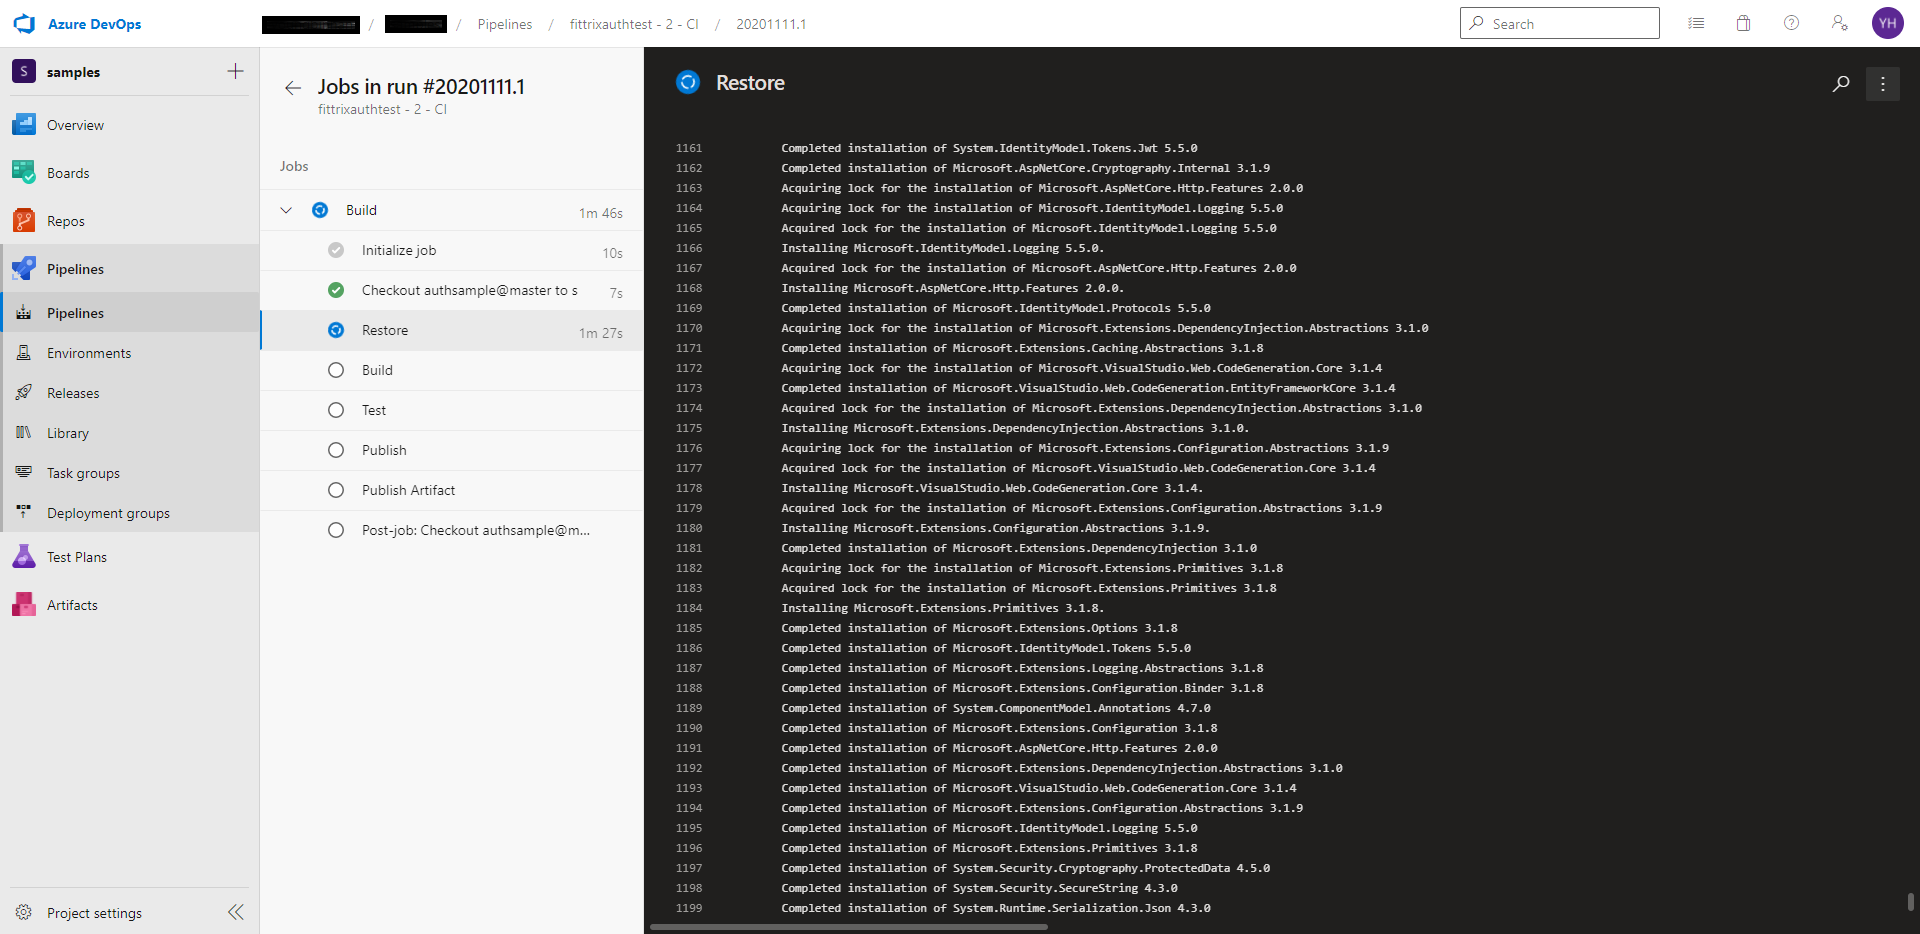 Azure DevOps
/ / Pipelines / fittrixauthtest - 2 - CI / 20201111.1
Search
YH
S samples
Overview
Boards
Repos
Pipelines
Pipelines
Environments
Releases
Library
Task groups
Deployment groups
Test Plans
Artifacts
Project settings
Jobs in run #20201111.1
fittrixauthtest - 2 - CI
Jobs
Build 1m 46s
Initialize job 10s
Checkout authsample@master to s 7s
Restore 1m 27s
Build
Test
Publish
Publish Artifact
Post-job: Checkout authsample@m...
Restore
1161 Completed installation of System.IdentityModel.Tokens.Jwt 5.5.0
1162 Completed installation of Microsoft.AspNetCore.Cryptography.Internal 3.1.9
1163 Acquiring lock for the installation of Microsoft.AspNetCore.Http.Features 2.0.0
1164 Acquiring lock for the installation of Microsoft.IdentityModel.Logging 5.5.0
1165 Acquired lock for the installation of Microsoft.IdentityModel.Logging 5.5.0
1166 Installing Microsoft.IdentityModel.Logging 5.5.0.
1167 Acquired lock for the installation of Microsoft.AspNetCore.Http.Features 2.0.0
1168 Installing Microsoft.AspNetCore.Http.Features 2.0.0.
1169 Completed installation of Microsoft.IdentityModel.Protocols 5.5.0
1170 Acquiring lock for the installation of Microsoft.Extensions.DependencyInjection.Abstractions 3.1.0
1171 Completed installation of Microsoft.Extensions.Caching.Abstractions 3.1.8
1172 Acquiring lock for the installation of Microsoft.VisualStudio.Web.CodeGeneration.Core 3.1.4
1173 Completed installation of Microsoft.VisualStudio.Web.CodeGeneration.EntityFrameworkCore 3.1.4
1174 Acquired lock for the installation of Microsoft.Extensions.DependencyInjection.Abstractions 3.1.0
1175 Installing Microsoft.Extensions.DependencyInjection.Abstractions 3.1.0.
1176 Acquiring lock for the installation of Microsoft.Extensions.Configuration.Abstractions 3.1.9
1177 Acquired lock for the installation of Microsoft.VisualStudio.Web.CodeGeneration.Core 3.1.4
1178 Installing Microsoft.VisualStudio.Web.CodeGeneration.Core 3.1.4.
1179 Acquired lock for the installation of Microsoft.Extensions.Configuration.Abstractions 3.1.9
1180 Installing Microsoft.Extensions.Configuration.Abstractions 3.1.9.
1181 Completed installation of Microsoft.Extensions.DependencyInjection 3.1.0
1182 Acquiring lock for the installation of Microsoft.Extensions.Primitives 3.1.8
1183 Acquired lock for the installation of Microsoft.Extensions.Primitives 3.1.8
1184 Installing Microsoft.Extensions.Primitives 3.1.8.
1185 Completed installation of Microsoft.Extensions.Options 3.1.8
1186 Completed installation of Microsoft.IdentityModel.Tokens 5.5.0
1187 Completed installation of Microsoft.Extensions.Logging.Abstractions 3.1.8
1188 Completed installation of Microsoft.Extensions.Configuration.Binder 3.1.8
1189 Completed installation of System.ComponentModel.Annotations 4.7.0
1190 Completed installation of Microsoft.Extensions.Configuration 3.1.8
1191 Completed installation of Microsoft.AspNetCore.Http.Features 2.0.0
1192 Completed installation of Microsoft.Extensions.DependencyInjection.Abstractions 3.1.0
1193 Completed installation of Microsoft.VisualStudio.Web.CodeGeneration.Core 3.1.4
1194 Completed installation of Microsoft.Extensions.Configuration.Abstractions 3.1.9
1195 Completed installation of Microsoft.IdentityModel.Logging 5.5.0
1196 Completed installation of Microsoft.Extensions.Primitives 3.1.8
1197 Completed installation of System.Security.Cryptography.ProtectedData 4.5.0
1198 Completed installation of System.Security.SecureString 4.3.0
1199 Completed installation of System.Runtime.Serialization.Json 4.3.0